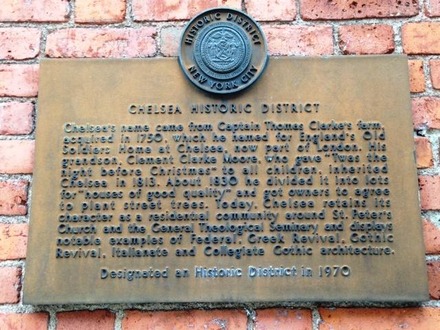 HISTORIC DISTRICT
NEW YORK CITY
CHELSEA HISTORIC DISTRICT
Chelsea's name came from Captain Thomas Clarke's farm,
acquired in 1750, which he named for England's Old
Soldiers' Home at Chelsea, now part of London. His
grandson, Clement Clarke Moore, who gave "Twas the
night before Christmas" to all children, inherited
Chelsea in 1813. About 1830 he divided it into lots
for "houses of good quality" and got owners to agree
to plant street trees. Today, Chelsea retains its
character as a residential community around St. Peter's
Church and the General Theological Seminary and displays
notable examples of Federal, Greek Revival, Gothic
Revival, Italianate and Collegiate Gothic architecture.
Designated an Historic District in 1970